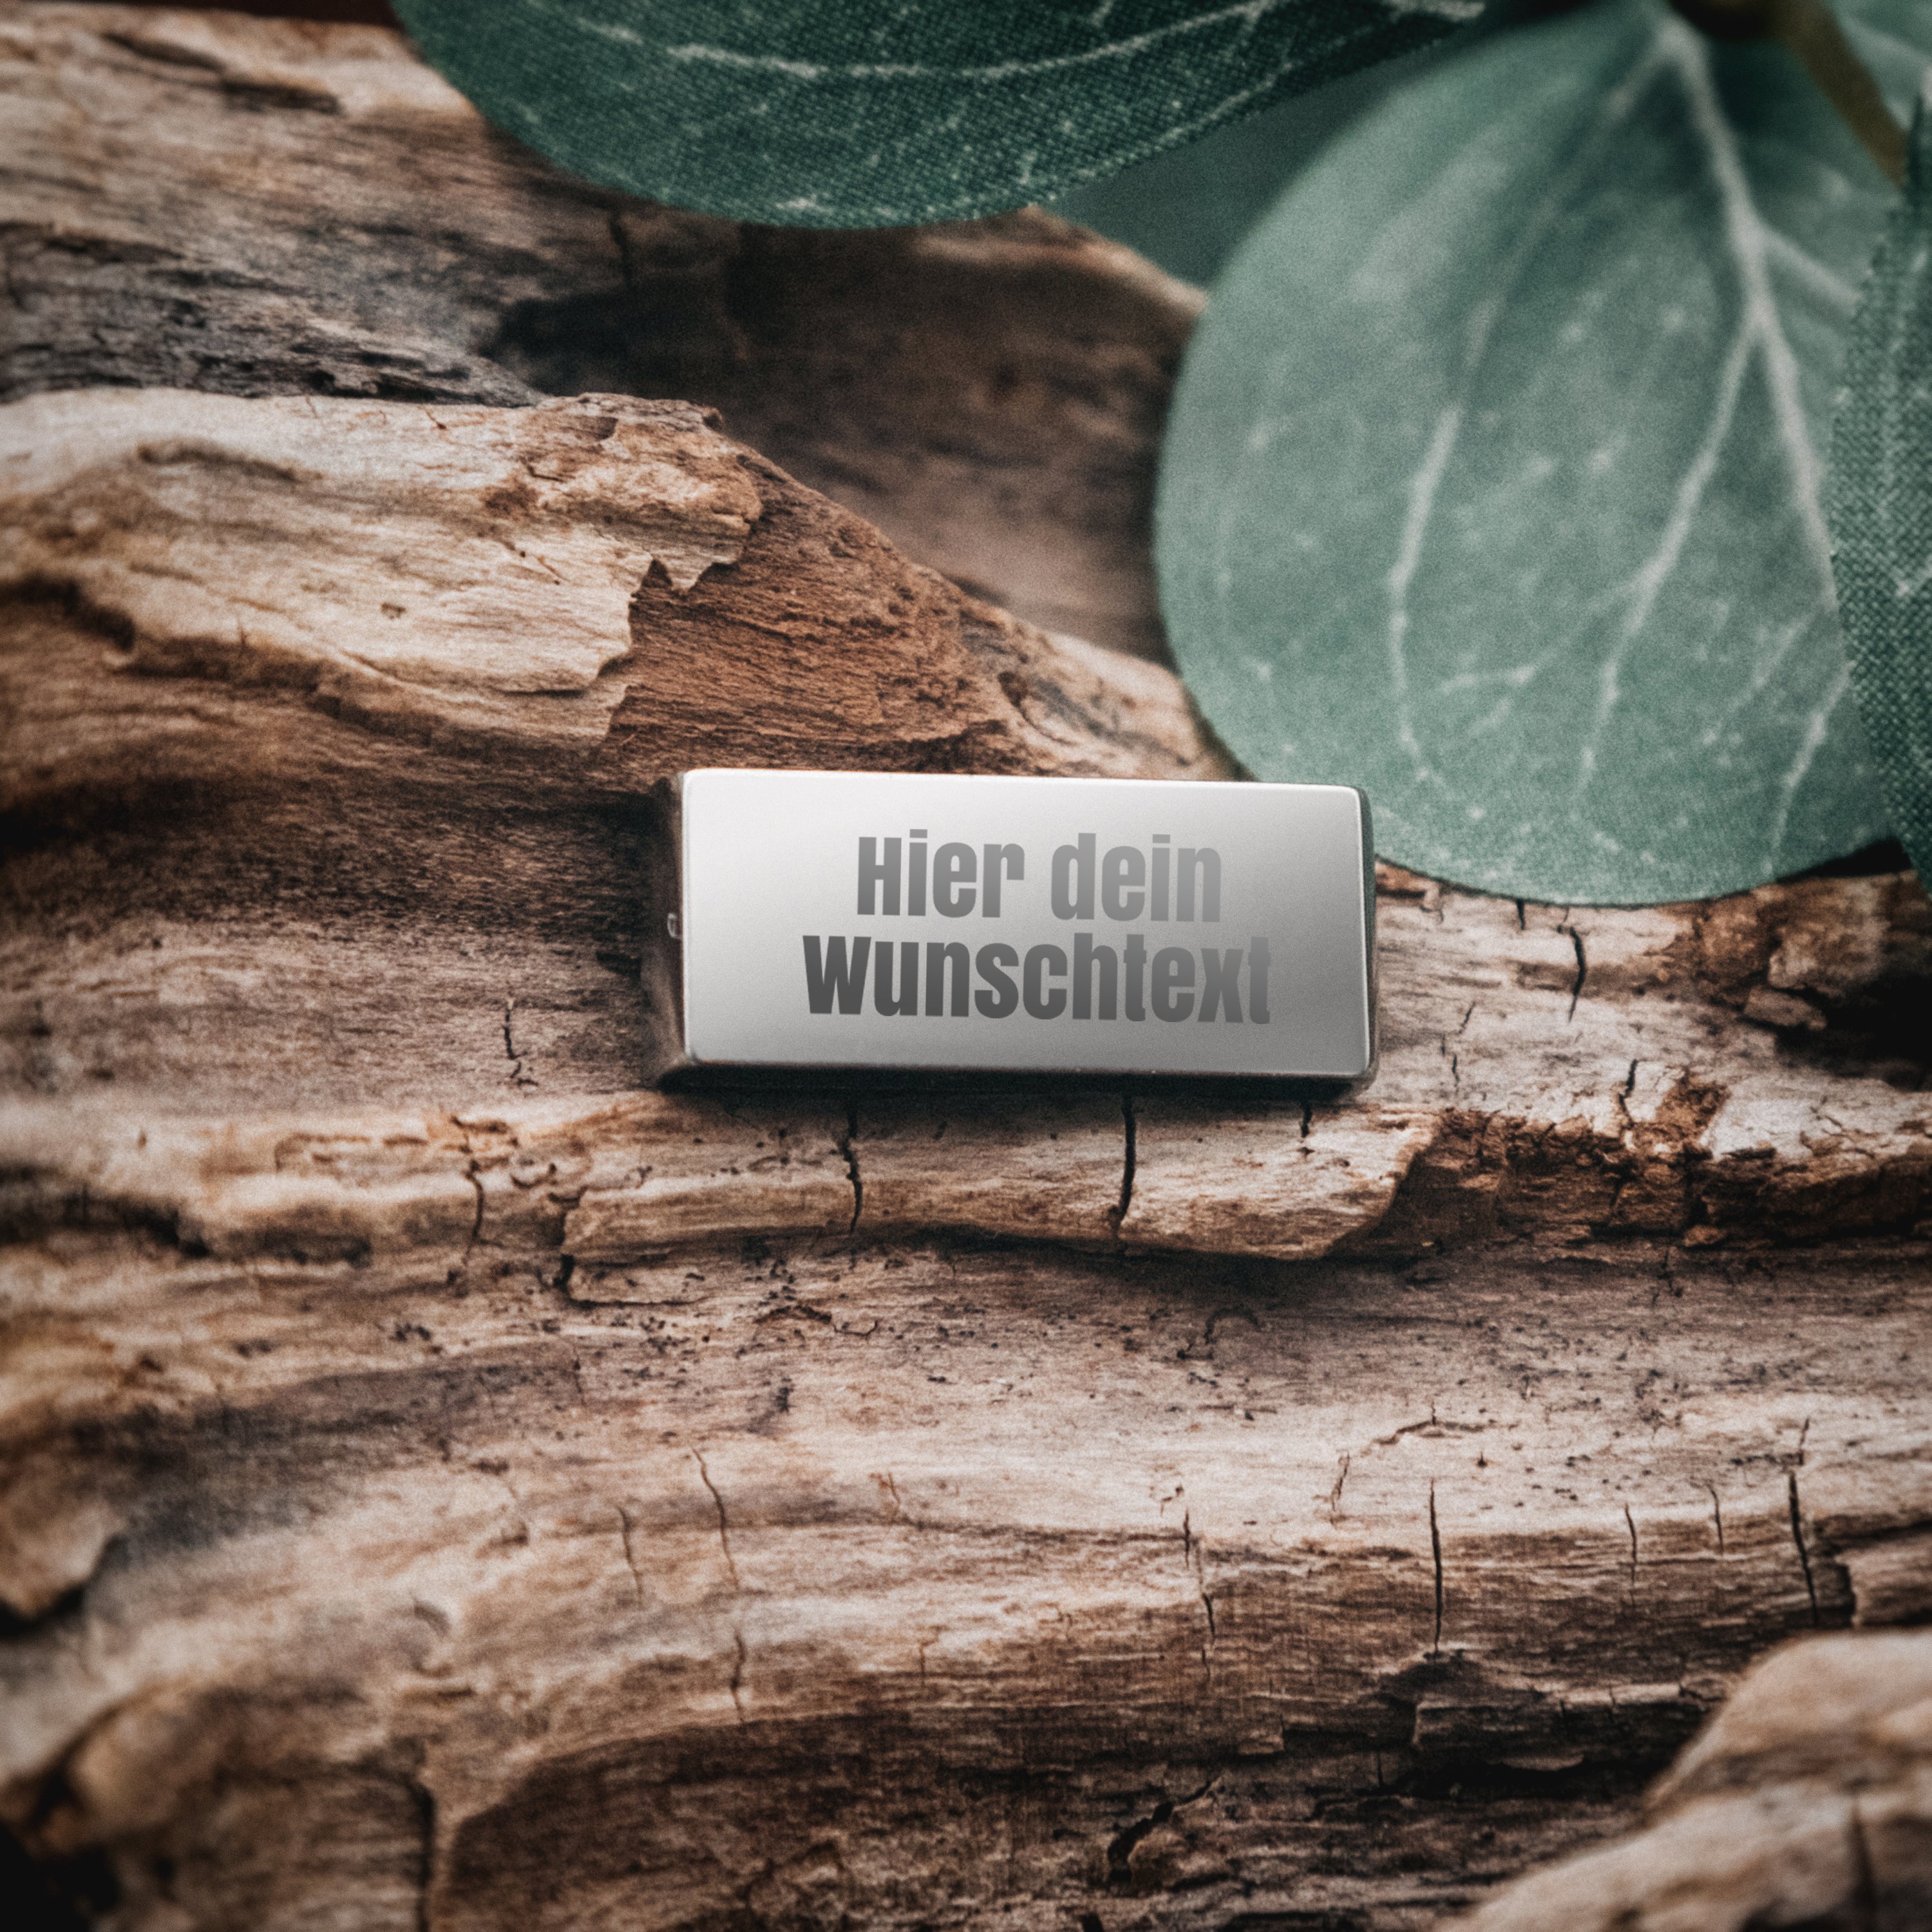 Hier dein
Wunschtext